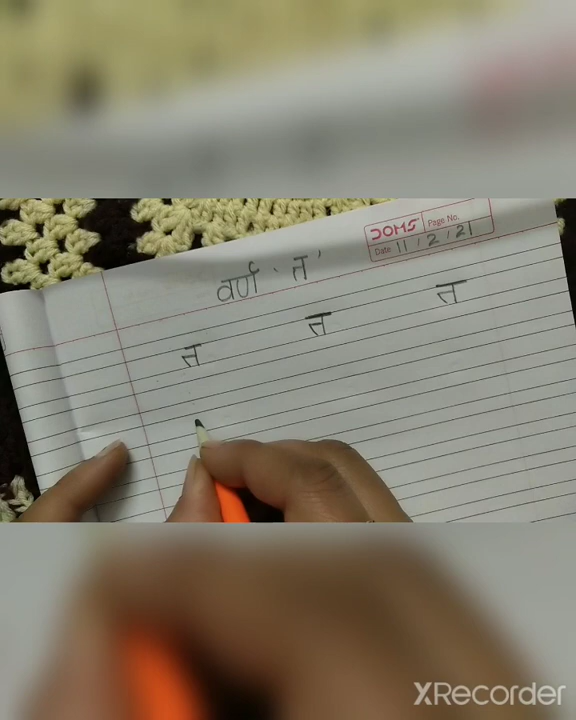 DOMS Page No.
Date 11/2/21
वर्ण 'त'
त त त
XRecorder